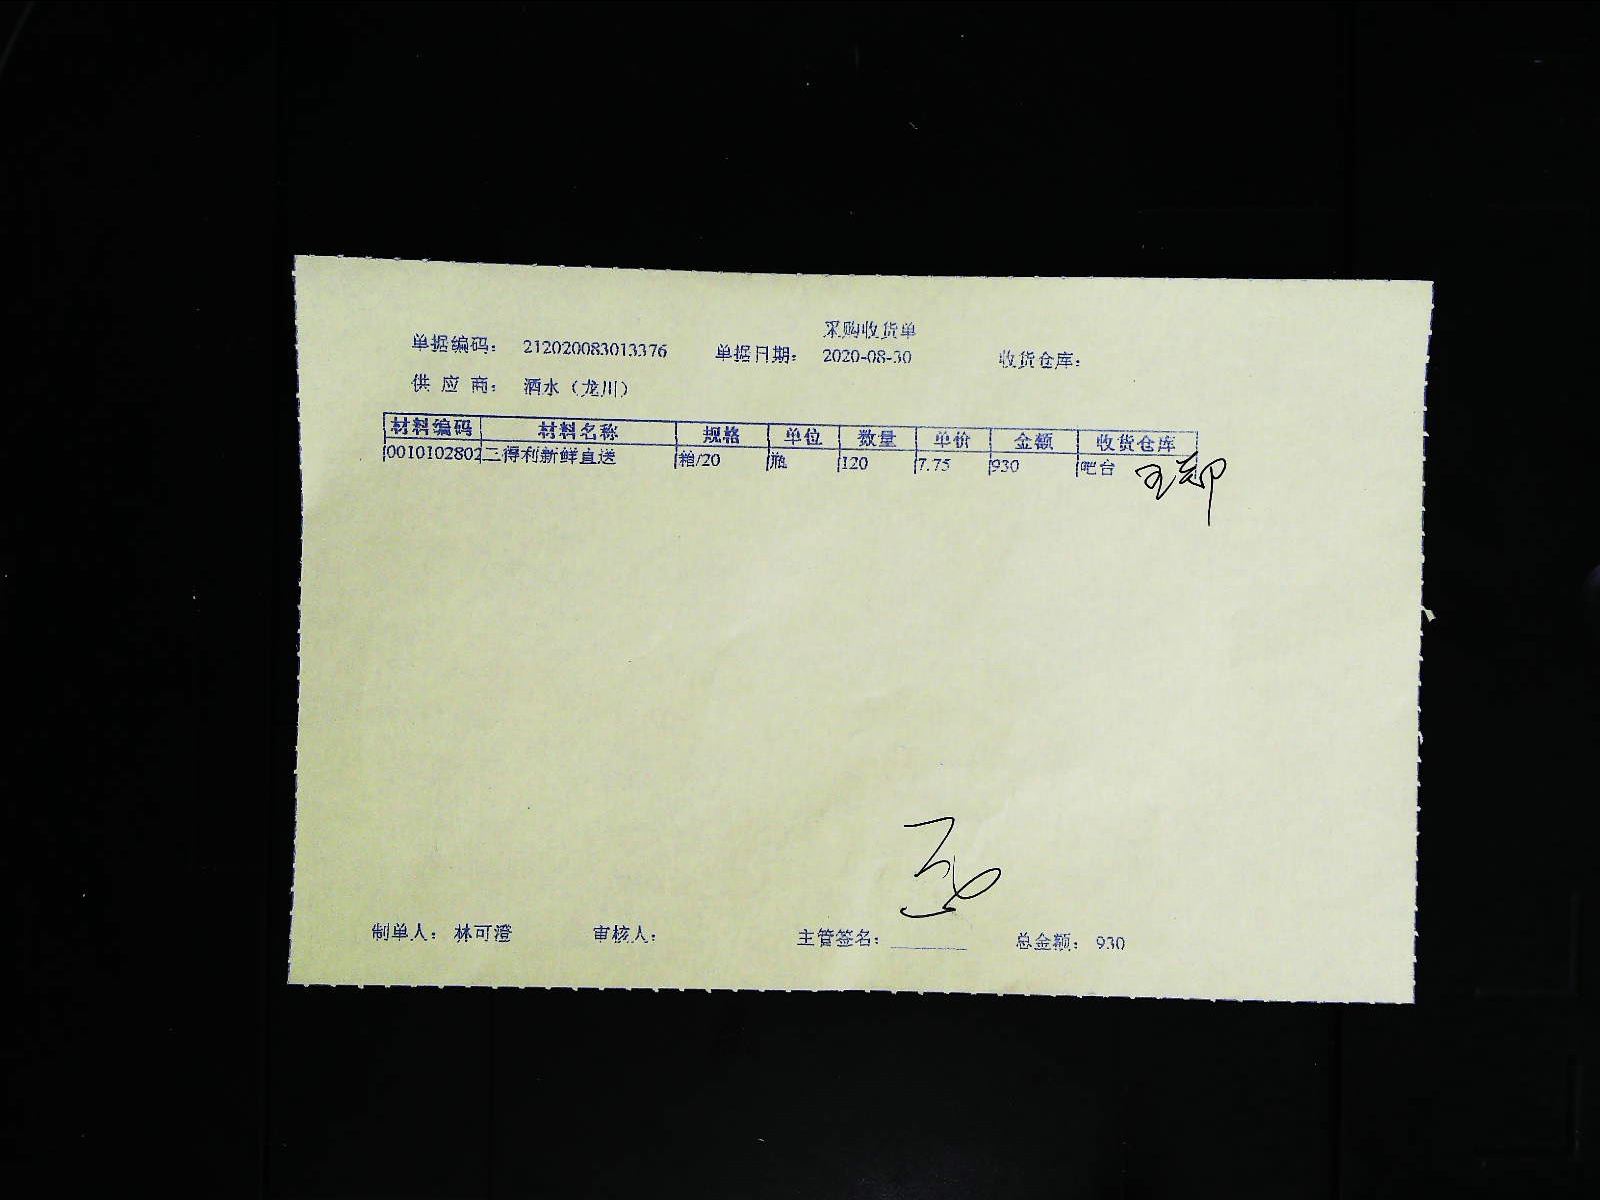 采购收货单
单据编码： 212020083013376 单据日期： 2020-08-30 收货仓库：
供 应 商： 酒水（龙川）
材料编码 材料名称 规格 单位 数量 单价 金额 收货仓库
0010102802 三得利新鲜直送 箱/20 瓶 120 7.75 930 吧台
制单人： 林可澄 审核人： 主管签名： 总金额： 930